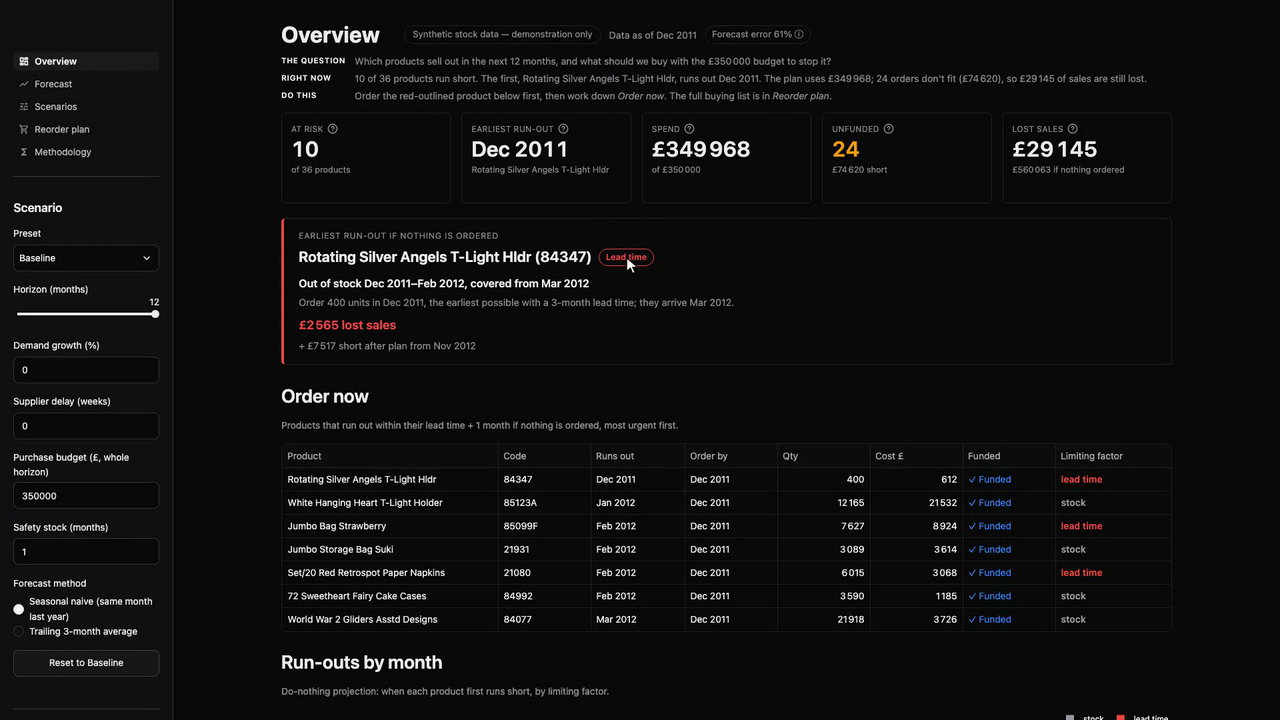 Overview
Forecast
Scenarios
Reorder plan
Methodology
Scenario
Preset
Baseline
Horizon (months)
12
Demand growth (%)
0
Supplier delay (weeks)
0
Purchase budget (£, whole
horizon)
350000
Safety stock (months)
1
Forecast method
Seasonal naive (same month
last year)
Trailing 3-month average
Reset to Baseline
Overview Synthetic stock data — demonstration only Data as of Dec 2011 Forecast error 61% ⓘ
THE QUESTION Which products sell out in the next 12 months, and what should we buy with the £350 000 budget to stop it?
RIGHT NOW 10 of 36 products run short. The first, Rotating Silver Angels T-Light Hldr, runs out Dec 2011. The plan uses £349 968; 24 orders don't fit (£74 620), so £29 145 of sales are still lost.
DO THIS Order the red-outlined product below first, then work down Order now. The full buying list is in Reorder plan.
AT RISK
10
of 36 products
EARLIEST RUN-OUT
Dec 2011
Rotating Silver Angels T-Light Hldr
SPEND
£349 968
of £350 000
UNFUNDED
24
£74 620 short
LOST SALES
£29 145
£560 063 if nothing ordered
EARLIEST RUN-OUT IF NOTHING IS ORDERED
Rotating Silver Angels T-Light Hldr (84347) Lead time
Out of stock Dec 2011–Feb 2012, covered from Mar 2012
Order 400 units in Dec 2011, the earliest possible with a 3-month lead time; they arrive Mar 2012.
£2 565 lost sales
+ £7 517 short after plan from Nov 2012
Order now
Products that run out within their lead time + 1 month if nothing is ordered, most urgent first.
Product Code Runs out Order by Qty Cost £ Funded Limiting factor
Rotating Silver Angels T-Light Hldr 84347 Dec 2011 Dec 2011 400 612 ✓ Funded lead time
White Hanging Heart T-Light Holder 85123A Jan 2012 Dec 2011 12 165 21 532 ✓ Funded stock
Jumbo Bag Strawberry 85099F Feb 2012 Dec 2011 7 627 8 924 ✓ Funded lead time
Jumbo Storage Bag Suki 21931 Feb 2012 Dec 2011 3 089 3 614 ✓ Funded stock
Set/20 Red Retrospot Paper Napkins 21080 Feb 2012 Dec 2011 6 015 3 068 ✓ Funded lead time
72 Sweetheart Fairy Cake Cases 84992 Feb 2012 Dec 2011 3 590 1 185 ✓ Funded stock
World War 2 Gliders Asstd Designs 84077 Mar 2012 Dec 2011 21 918 3 726 ✓ Funded stock
Run-outs by month
Do-nothing projection: when each product first runs short, by limiting factor.
stock lead time